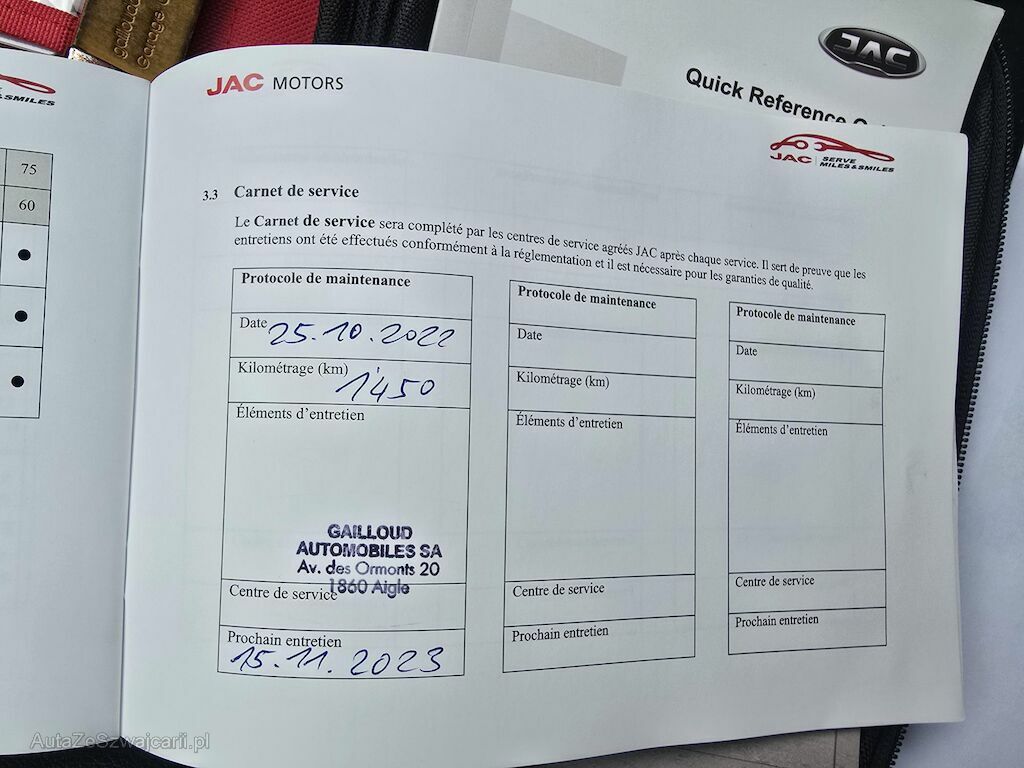 gailloud
Garage
JAC
Quick Reference
& SMILES
75
60
JAC MOTORS
JAC SERVE
MILES & SMILES
3.3 Carnet de service
Le Carnet de service sera complété par les centres de service agréés JAC après chaque service. Il sert de preuve que les
entretiens ont été effectués conformément à la réglementation et il est nécessaire pour les garanties de qualité.
Protocole de maintenance
Date 25.10.2022
Kilométrage (km) 1'450
Éléments d'entretien
GAILLOUD
AUTOMOBILES SA
Av. des Ormonts 20
1860 Aigle
Centre de service
Prochain entretien
15.11.2023
Protocole de maintenance
Date
Kilométrage (km)
Éléments d'entretien
Centre de service
Prochain entretien
Protocole de maintenance
Date
Kilométrage (km)
Éléments d'entretien
Centre de service
Prochain entretien
AutaZeSzwajcarii.pl